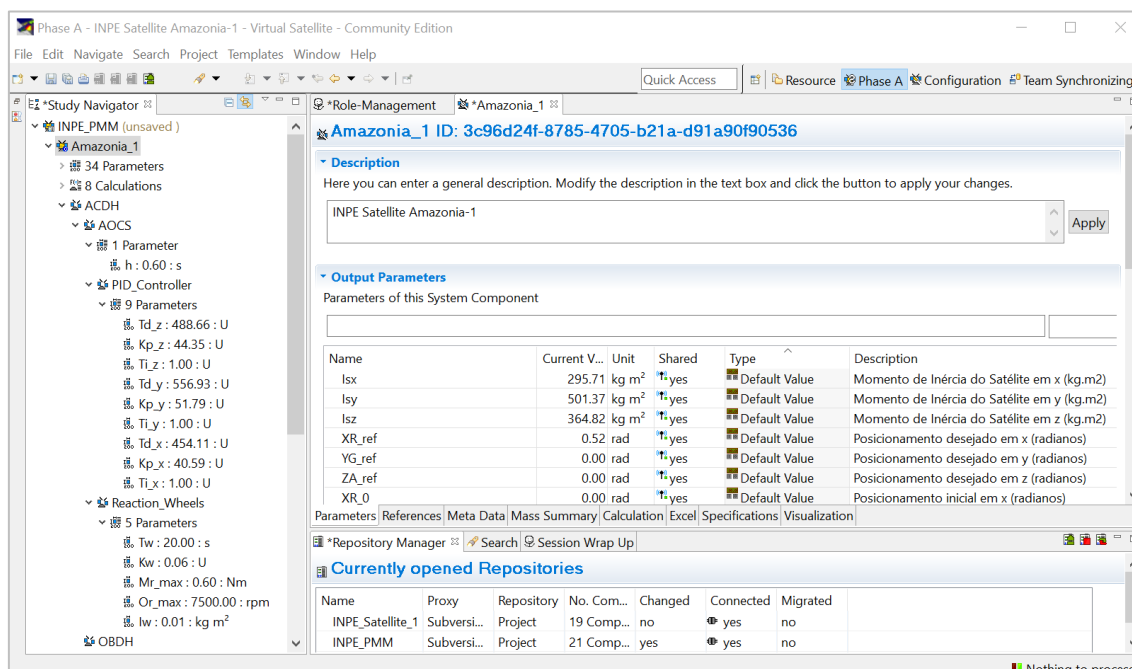 Phase A - INPE Satellite Amazonia-1 - Virtual Satellite - Community Edition
File Edit Navigate Search Project Templates Window Help
Quick Access Resource Phase A Configuration Team Synchronizing
*Study Navigator
INPE_PMM (unsaved )
Amazonia_1
34 Parameters
8 Calculations
ACDH
AOCS
1 Parameter
h : 0.60 : s
PID_Controller
9 Parameters
Td_z : 488.66 : U
Kp_z : 44.35 : U
Ti_z : 1.00 : U
Td_y : 556.93 : U
Kp_y : 51.79 : U
Ti_y : 1.00 : U
Td_x : 454.11 : U
Kp_x : 40.59 : U
Ti_x : 1.00 : U
Reaction_Wheels
5 Parameters
Tw : 20.00 : s
Kw : 0.06 : U
Mr_max : 0.60 : Nm
Or_max : 7500.00 : rpm
Iw : 0.01 : kg m²
OBDH
*Role-Management *Amazonia_1
Amazonia_1 ID: 3c96d24f-8785-4705-b21a-d91a90f90536
Description
Here you can enter a general description. Modify the description in the text box and click the button to apply your changes.
INPE Satellite Amazonia-1
Apply
Output Parameters
Parameters of this System Component
Name Current V... Unit Shared Type Description
Isx 295.71 kg m² yes Default Value Momento de Inércia do Satélite em x (kg.m2)
Isy 501.37 kg m² yes Default Value Momento de Inércia do Satélite em y (kg.m2)
Isz 364.82 kg m² yes Default Value Momento de Inércia do Satélite em z (kg.m2)
XR_ref 0.52 rad yes Default Value Posicionamento desejado em x (radianos)
YG_ref 0.00 rad yes Default Value Posicionamento desejado em y (radianos)
ZA_ref 0.00 rad yes Default Value Posicionamento desejado em z (radianos)
XR_0 0.00 rad yes Default Value Posicionamento inicial em x (radianos)
Parameters References Meta Data Mass Summary Calculation Excel Specifications Visualization
*Repository Manager Search Session Wrap Up
Currently opened Repositories
Name Proxy Repository No. Com... Changed Connected Migrated
INPE_Satellite_1 Subversi... Project 19 Comp... no yes no
INPE_PMM Subversi... Project 21 Comp... yes yes no
Nothing to process